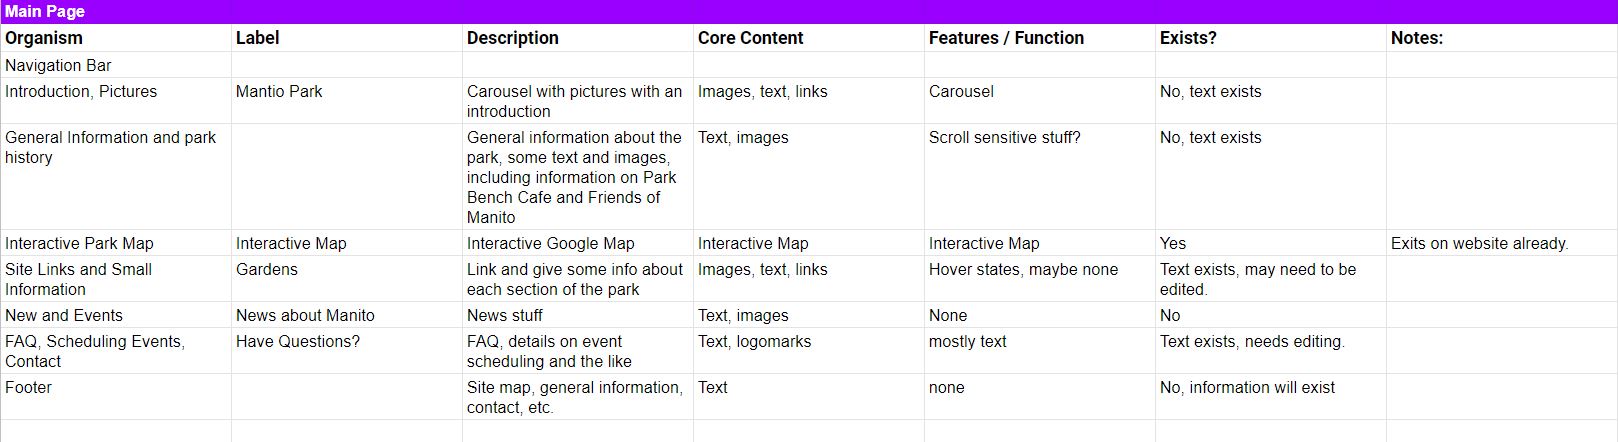 Main Page
Organism Label Description Core Content Features / Function Exists? Notes:
Navigation Bar
Introduction, Pictures Mantio Park Carousel with pictures with an Images, text, links Carousel No, text exists
introduction
General Information and park General information about the Text, images Scroll sensitive stuff? No, text exists
history park, some text and images,
including information on Park
Bench Cafe and Friends of
Manito
Interactive Park Map Interactive Map Interactive Google Map Interactive Map Interactive Map Yes Exits on website already.
Site Links and Small Gardens Link and give some info about Images, text, links Hover states, maybe none Text exists, may need to be
Information each section of the park edited.
New and Events News about Manito News stuff Text, images None No
FAQ, Scheduling Events, Have Questions? FAQ, details on event Text, logomarks mostly text Text exists, needs editing.
Contact scheduling and the like
Footer Site map, general information, Text none No, information will exist
contact, etc.